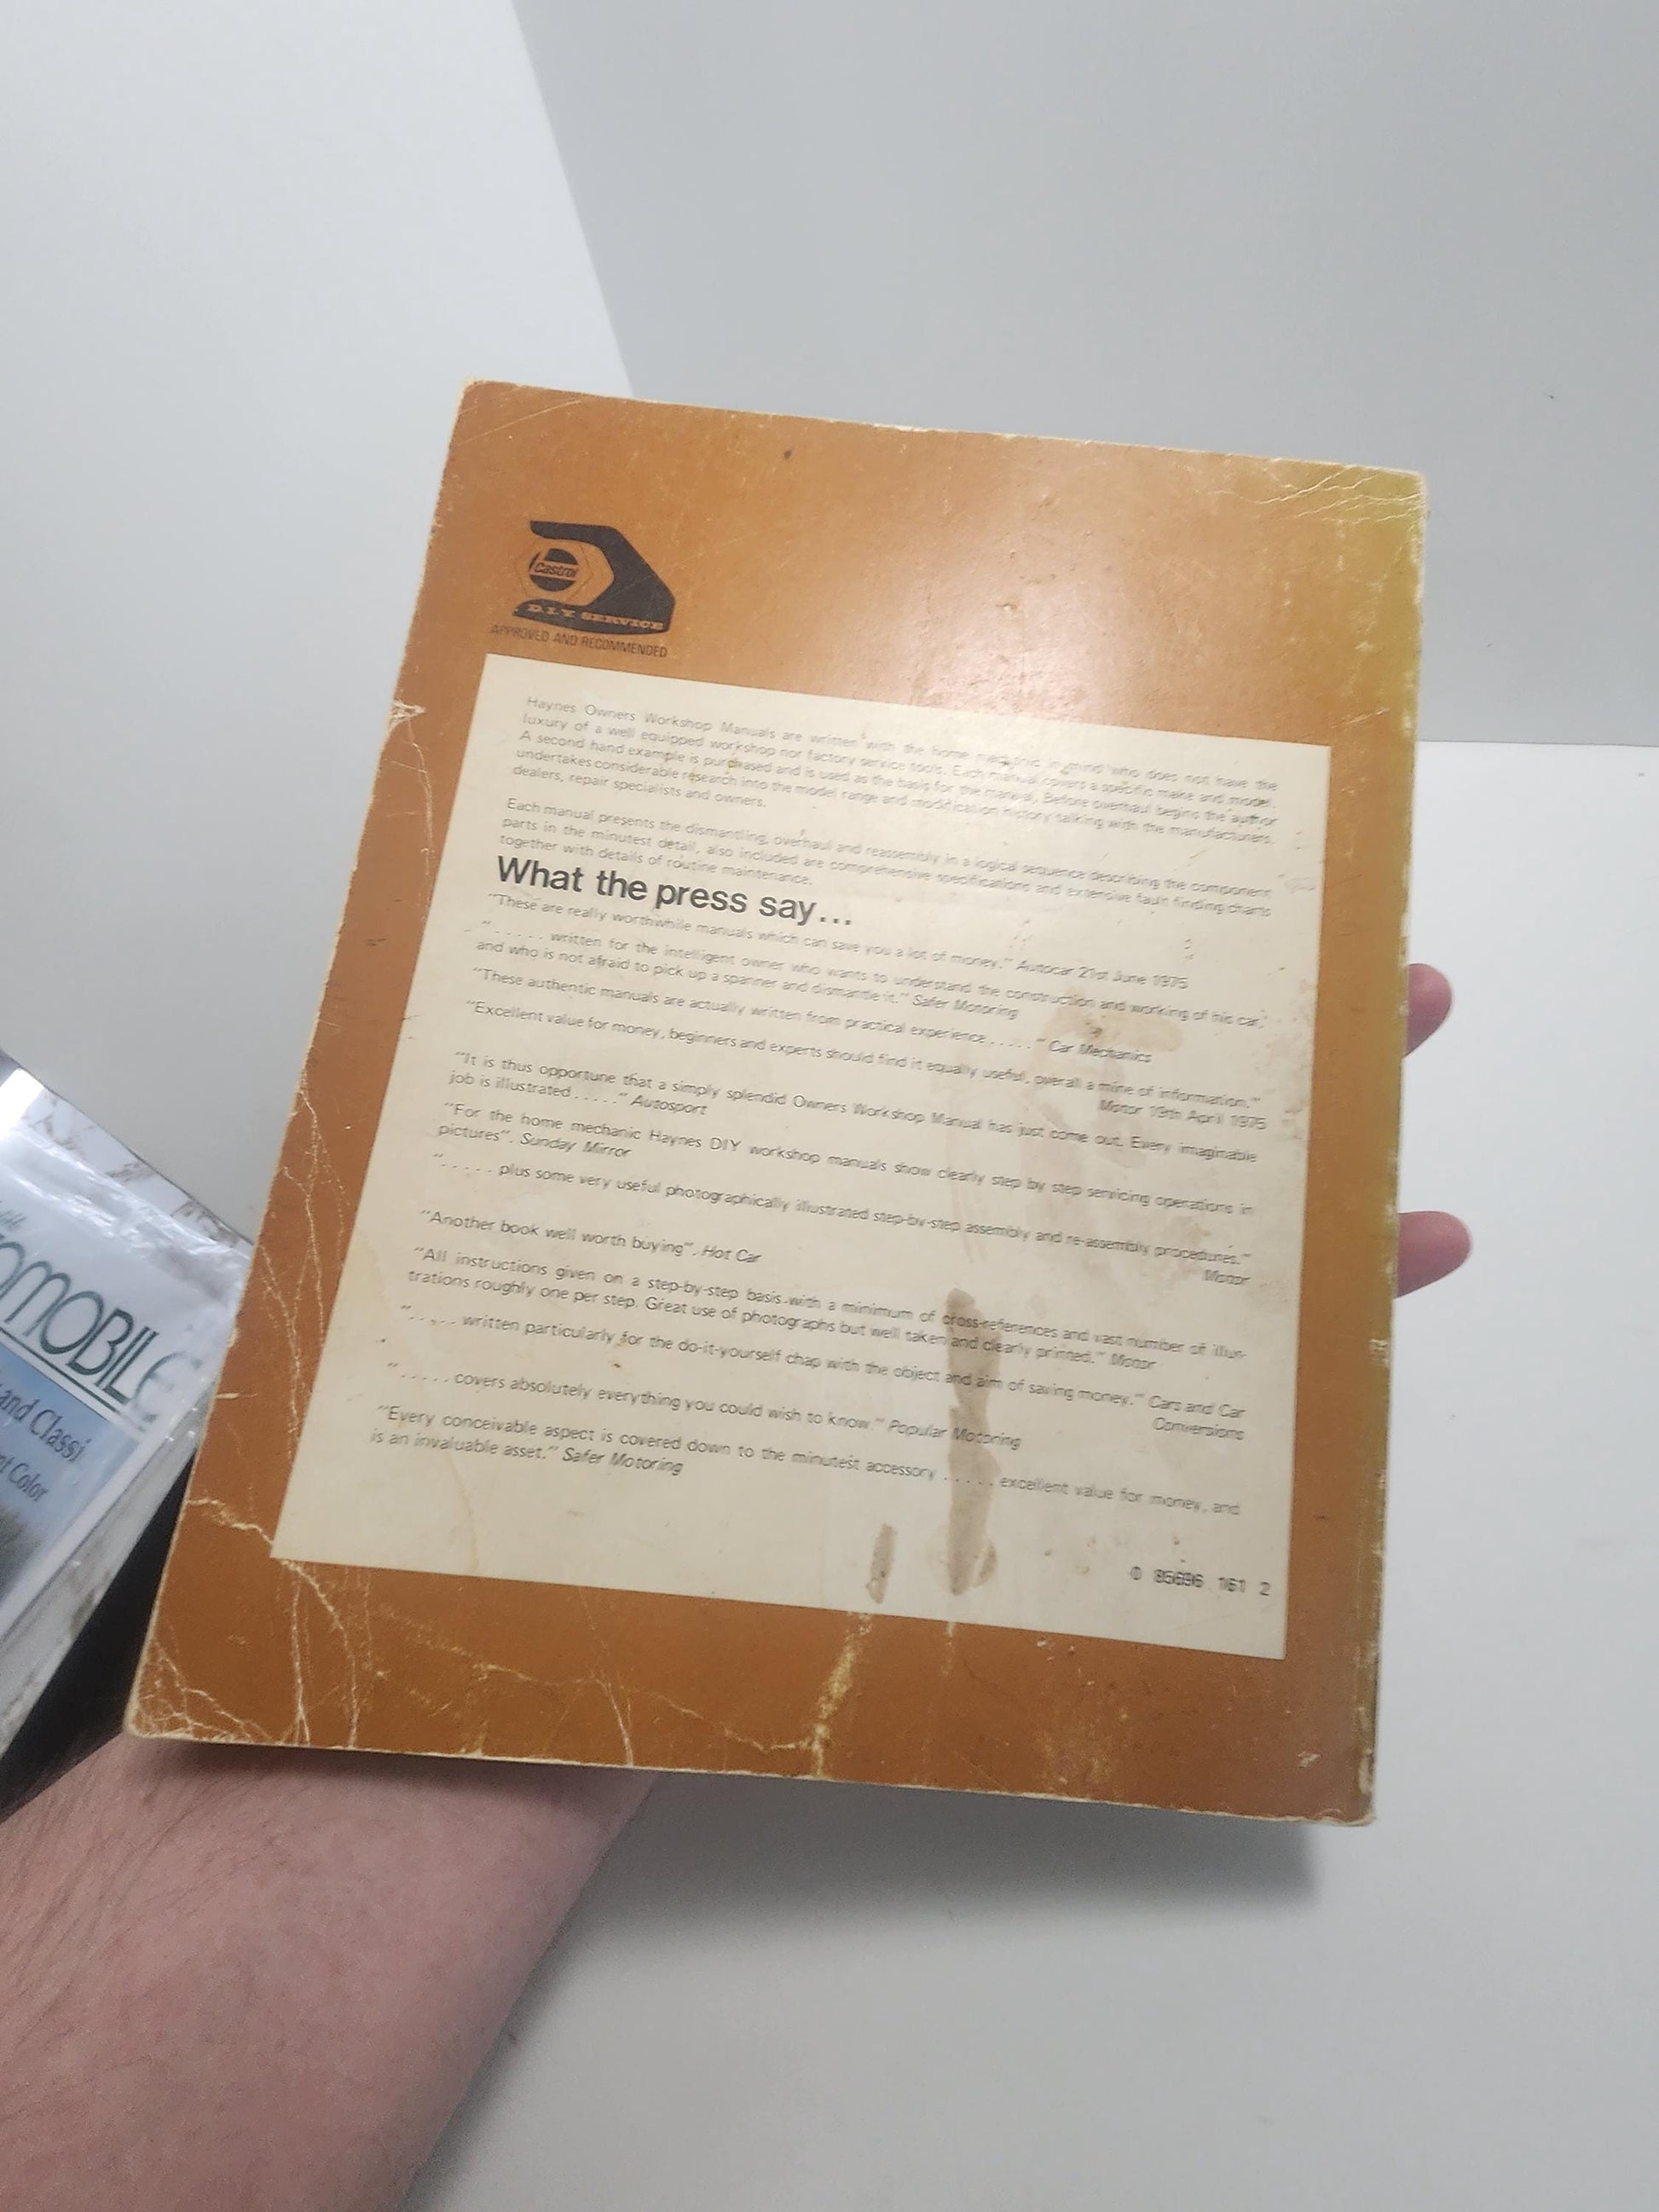 Castrol
D.I.Y. SERVICE
APPROVED AND RECOMMENDED
Haynes Owners Workshop Manuals are written with the home mechanic in mind who does not have the
luxury of a well equipped workshop nor factory service tools. Each manual covers a specific make and model.
A second hand example is purchased and is used as the basis for the manual. Before overhaul begins the author
undertakes considerable research into the model range and modification history talking with the manufacturers,
dealers, repair specialists and owners.
Each manual presents the dismantling, overhaul and reassembly in a logical sequence describing the component
parts in the minutest detail, also included are comprehensive specifications and extensive fault finding charts
together with details of routine maintenance.
What the press say...
"These are really worthwhile manuals which can save you a lot of money." Autocar 21st June 1975
" . . . . . written for the intelligent owner who wants to understand the construction and working of his car,
and who is not afraid to pick up a spanner and dismantle it." Safer Motoring
"These authentic manuals are actually written from practical experience . . . . . " Car Mechanics
"Excellent value for money, beginners and experts should find it equally useful, overall a mine of information."
Motor 19th April 1975
"It is thus opportune that a simply splendid Owners Workshop Manual has just come out. Every imaginable
job is illustrated . . . . . " Autosport
"For the home mechanic Haynes DIY workshop manuals show clearly step by step servicing operations in
pictures". Sunday Mirror
" . . . . . plus some very useful photographically illustrated step-by-step assembly and re-assembly procedures."
Motor
"Another book well worth buying". Hot Car
"All instructions given on a step-by-step basis with a minimum of cross-references and vast number of illus-
trations roughly one per step. Great use of photographs but well taken and clearly printed." Motor
" . . . . . written particularly for the do-it-yourself chap with the object and aim of saving money." Cars and Car
Conversions
" . . . . . covers absolutely everything you could wish to know." Popular Motoring
"Every conceivable aspect is covered down to the minutest accessory . . . . . excellent value for money, and
is an invaluable asset." Safer Motoring
0 85696 161 2
OMOBILE
and Classi
Color